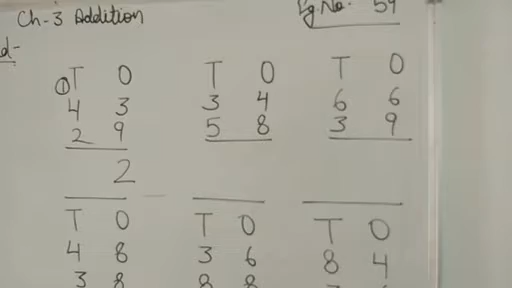 Ch-3 Addition Pg.No. 54
d-
① T O T O T O
4 3 3 4 6 6
2 9 5 8 3 9
2
T O T O T O
4 8 3 6 8 4
3 8 8 8